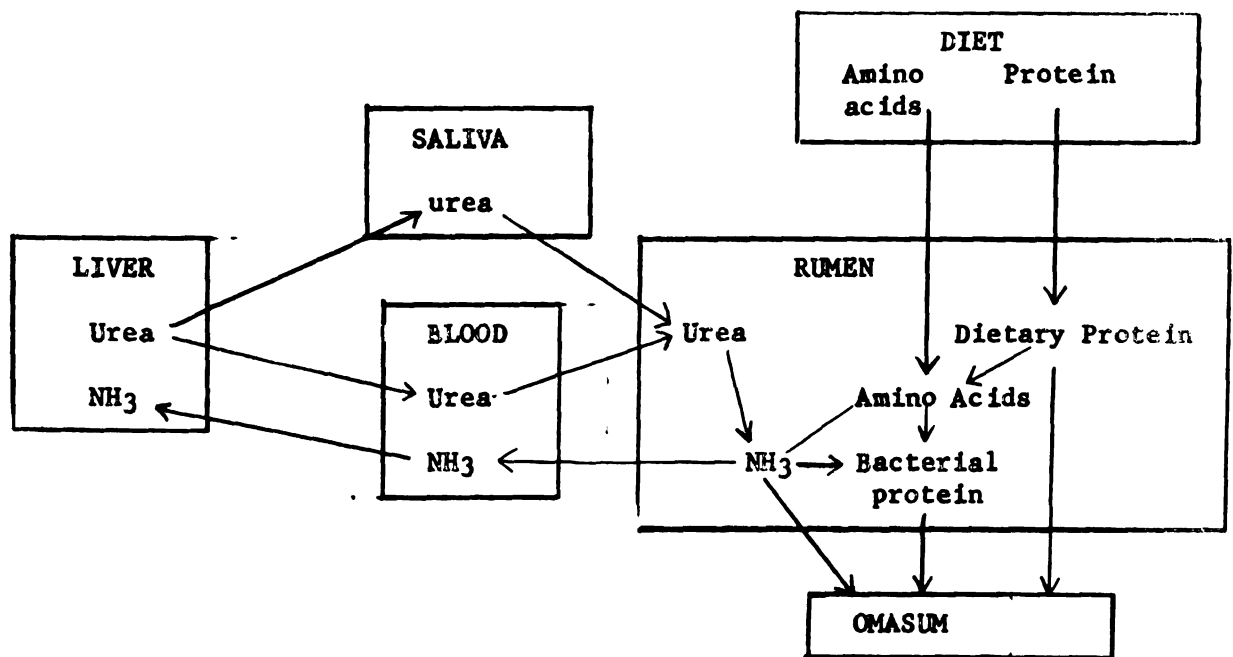 DIET
Amino Protein
acids
SALIVA
urea
LIVER
Urea
NH3
BLOOD
Urea
NH3
RUMEN
Urea
Dietary Protein
Amino Acids
NH3
Bacterial
protein
OMASUM